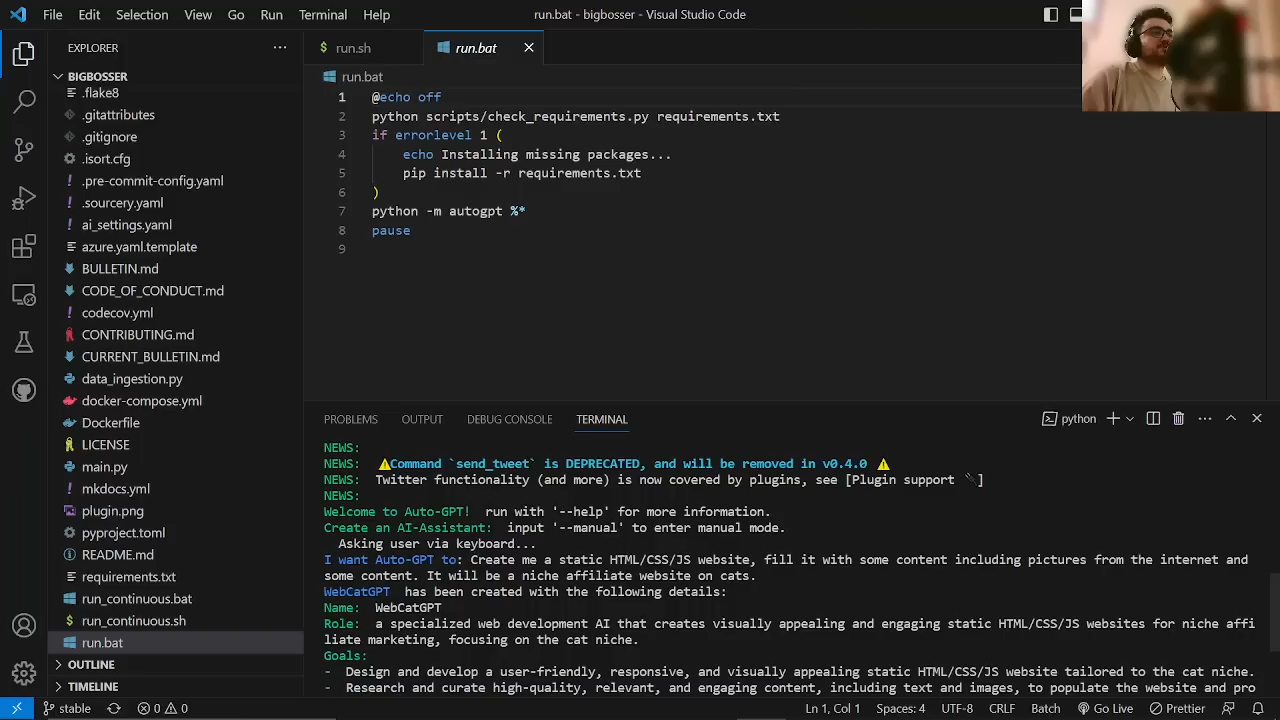 File Edit Selection View Go Run Terminal Help
run.bat - bigbosser - Visual Studio Code
EXPLORER
BIGBOSSER
.flake8
.gitattributes
.gitignore
.isort.cfg
.pre-commit-config.yaml
.sourcery.yaml
ai_settings.yaml
azure.yaml.template
BULLETIN.md
CODE_OF_CONDUCT.md
codecov.yml
CONTRIBUTING.md
CURRENT_BULLETIN.md
data_ingestion.py
docker-compose.yml
Dockerfile
LICENSE
main.py
mkdocs.yml
plugin.png
pyproject.toml
README.md
requirements.txt
run_continuous.bat
run_continuous.sh
run.bat
OUTLINE
TIMELINE
$ run.sh
run.bat
run.bat
1 @echo off
2 python scripts/check_requirements.py requirements.txt
3 if errorlevel 1 (
4 echo Installing missing packages...
5 pip install -r requirements.txt
6 )
7 python -m autogpt %*
8 pause
9
PROBLEMS OUTPUT DEBUG CONSOLE TERMINAL
python
NEWS:
NEWS: ⚠️Command `send_tweet` is DEPRECATED, and will be removed in v0.4.0 ⚠️
NEWS: Twitter functionality (and more) is now covered by plugins, see [Plugin support 🔌]
NEWS:
Welcome to Auto-GPT! run with '--help' for more information.
Create an AI-Assistant: input '--manual' to enter manual mode.
Asking user via keyboard...
I want Auto-GPT to: Create me a static HTML/CSS/JS website, fill it with some content including pictures from the internet and
some content. It will be a niche affiliate website on cats.
WebCatGPT has been created with the following details:
Name: WebCatGPT
Role: a specialized web development AI that creates visually appealing and engaging static HTML/CSS/JS websites for niche affi
liate marketing, focusing on the cat niche.
Goals:
- Design and develop a user-friendly, responsive, and visually appealing static HTML/CSS/JS website tailored to the cat niche.
- Research and curate high-quality, relevant, and engaging content, including text and images, to populate the website and pro
stable
0 0
Ln 1, Col 1 Spaces: 4 UTF-8 CRLF Batch Go Live Prettier